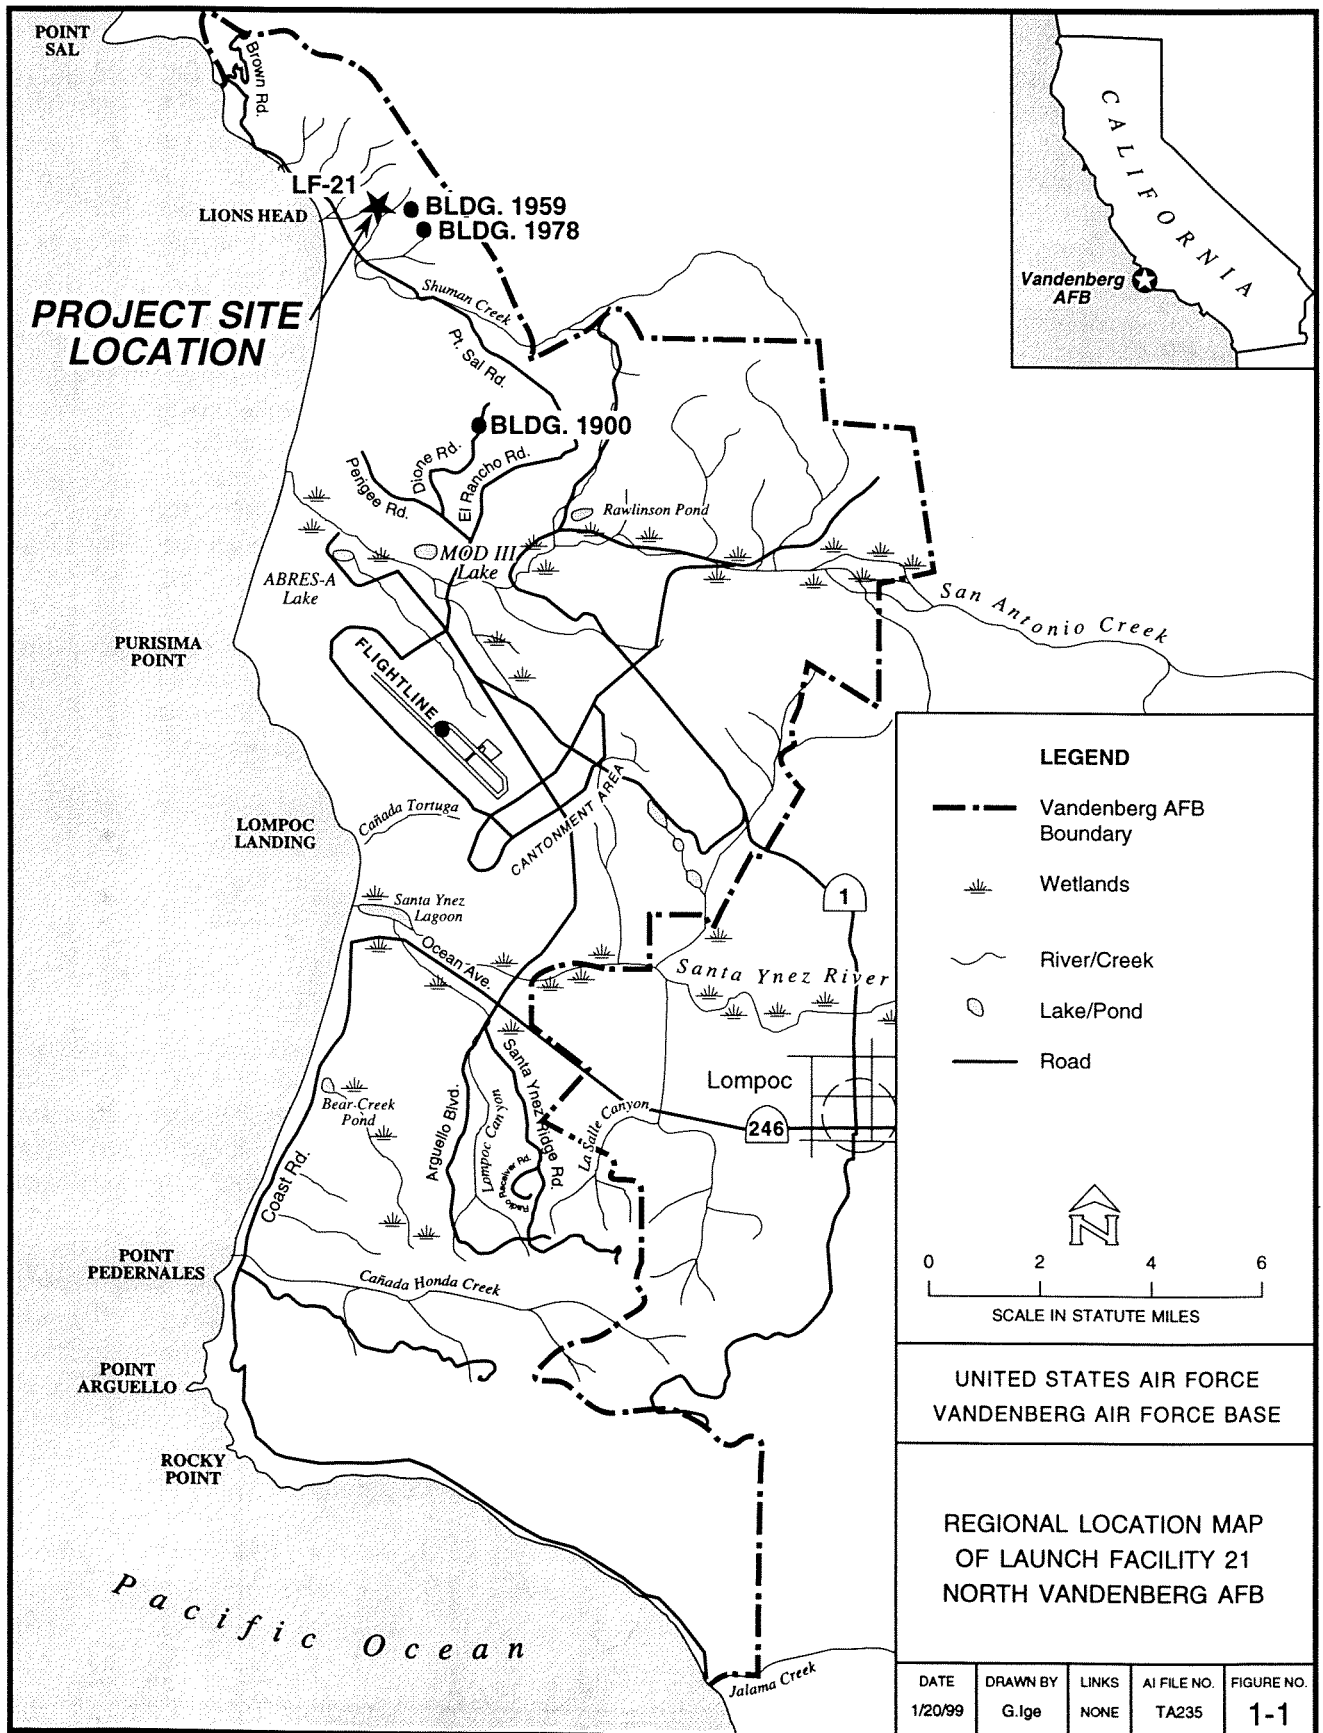 POINT
SAL
Brown Rd.
CALIFORNIA
Vandenberg
AFB
LF-21
LIONS HEAD
BLDG. 1959
BLDG. 1978
PROJECT SITE
LOCATION
Shuman Creek
Pt. Sal Rd.
BLDG. 1900
Dione Rd.
El Rancho Rd.
Perigee Rd.
Rawlinson Pond
MOD III
Lake
ABRES-A
Lake
San Antonio Creek
PURISIMA
POINT
FLIGHTLINE
CANTONMENT AREA
Cañada Tortuga
LOMPOC
LANDING
1
Santa Ynez
Lagoon
Ocean Ave.
Santa Ynez River
Lompoc
246
Santa Ynez Ridge Rd.
La Salle Canyon
Lompoc Canyon
Arguello Blvd.
Radio Receiver Rd.
Bear Creek
Pond
Coast Rd.
POINT
PEDERNALES
Cañada Honda Creek
POINT
ARGUELLO
ROCKY
POINT
Pacific Ocean
Jalama Creek
LEGEND
Vandenberg AFB
Boundary
Wetlands
River/Creek
Lake/Pond
Road
N
0 2 4 6
SCALE IN STATUTE MILES
UNITED STATES AIR FORCE
VANDENBERG AIR FORCE BASE
REGIONAL LOCATION MAP
OF LAUNCH FACILITY 21
NORTH VANDENBERG AFB
DATE
1/20/99
DRAWN BY
G.Ige
LINKS
NONE
AI FILE NO.
TA235
FIGURE NO.
1-1